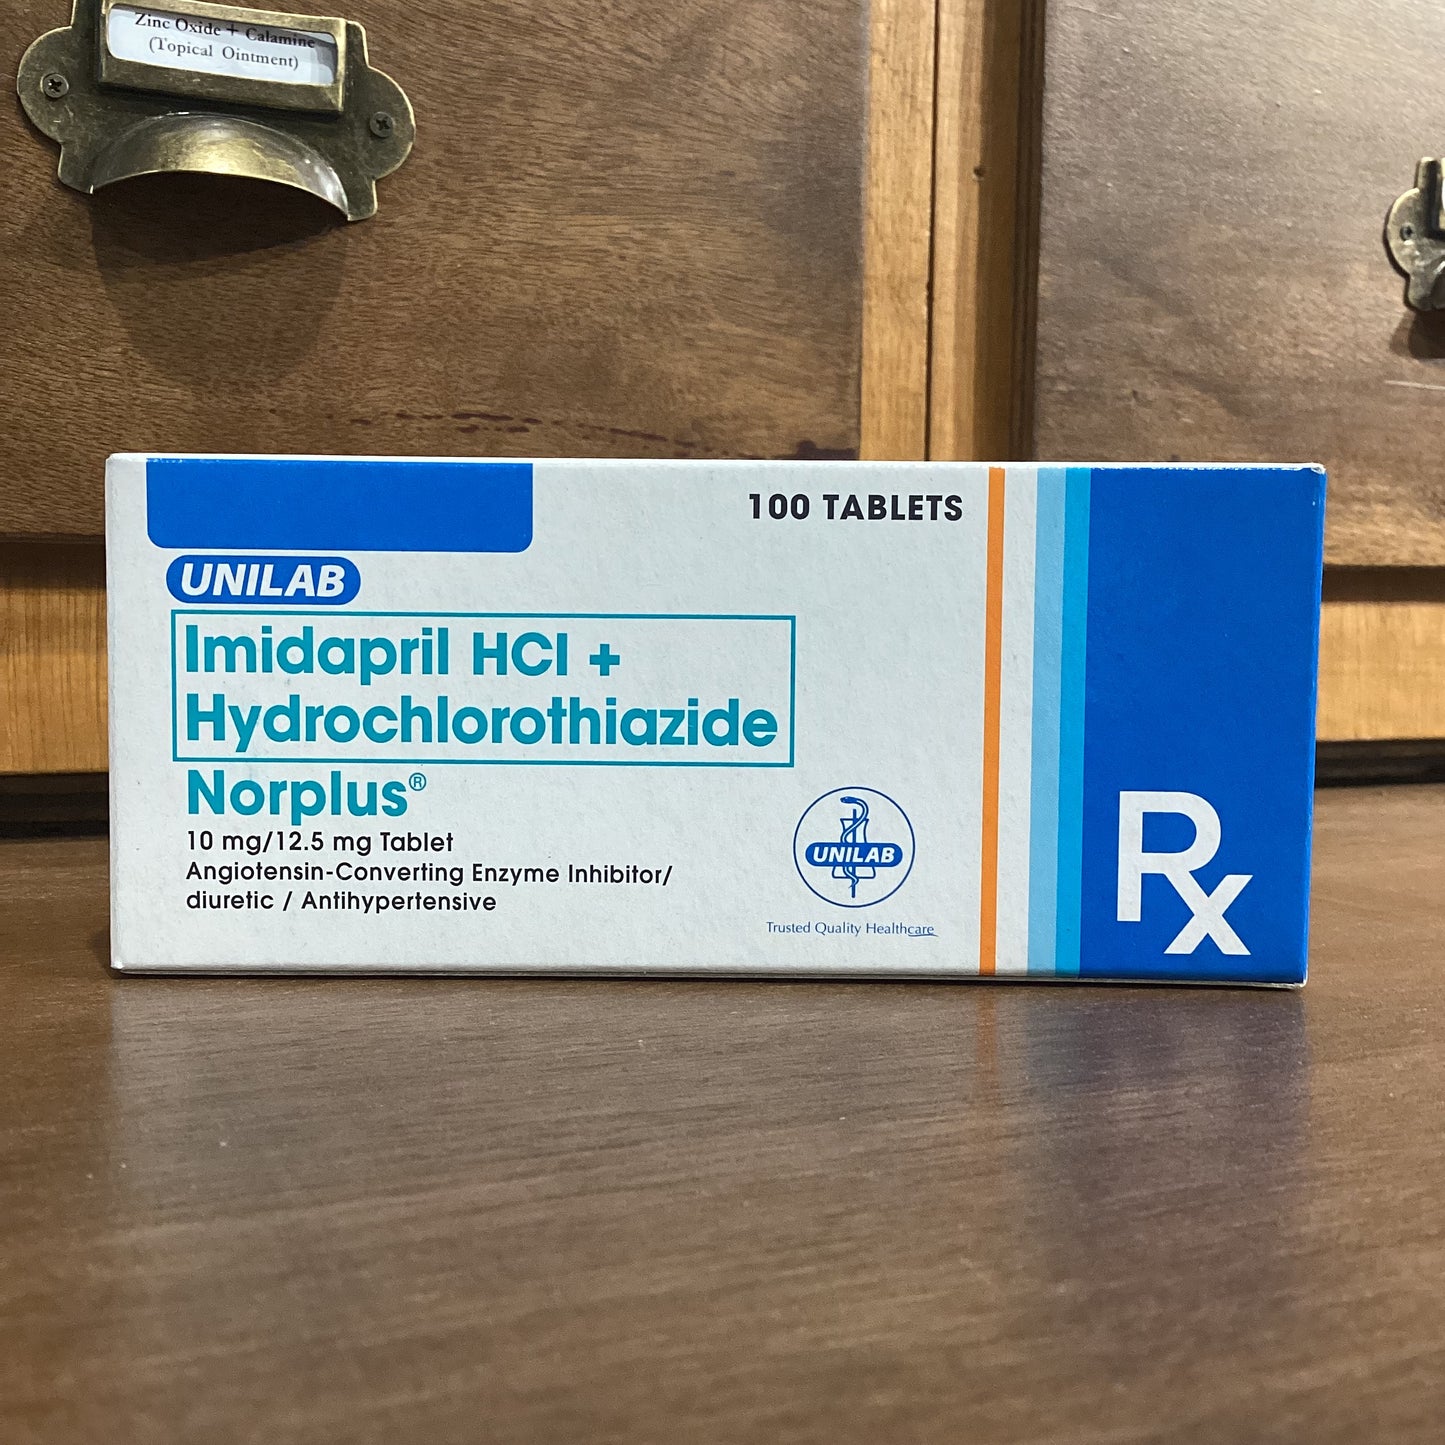 Zinc Oxide + Calamine
(Topical Ointment)
100 TABLETS
UNILAB
Imidapril HCl +
Hydrochlorothiazide
Norplus®
10 mg/12.5 mg Tablet
Angiotensin-Converting Enzyme Inhibitor/
diuretic / Antihypertensive
UNILAB
Trusted Quality Healthcare
Rx